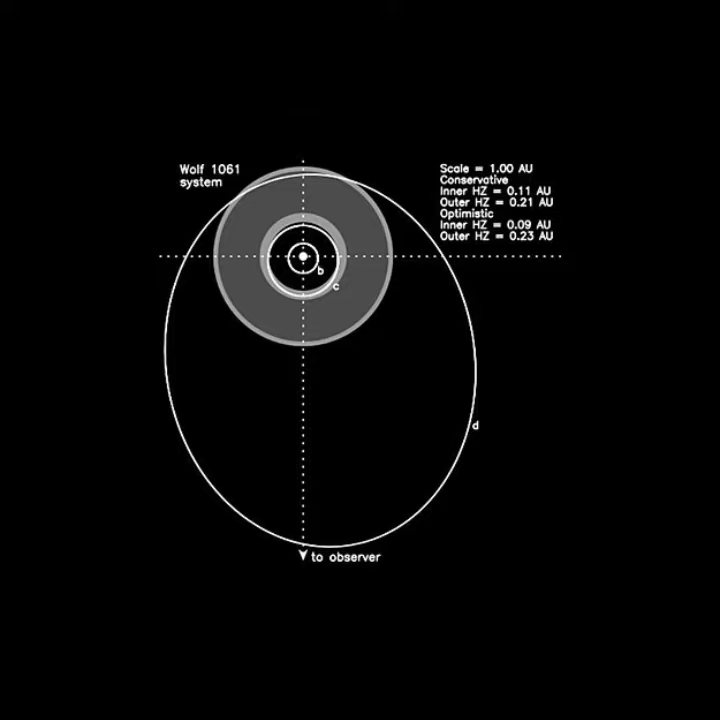 Wolf 1061
system
Scale = 1.00 AU
Conservative
Inner HZ = 0.11 AU
Outer HZ = 0.21 AU
Optimistic
Inner HZ = 0.09 AU
Outer HZ = 0.23 AU
b
c
d
to observer